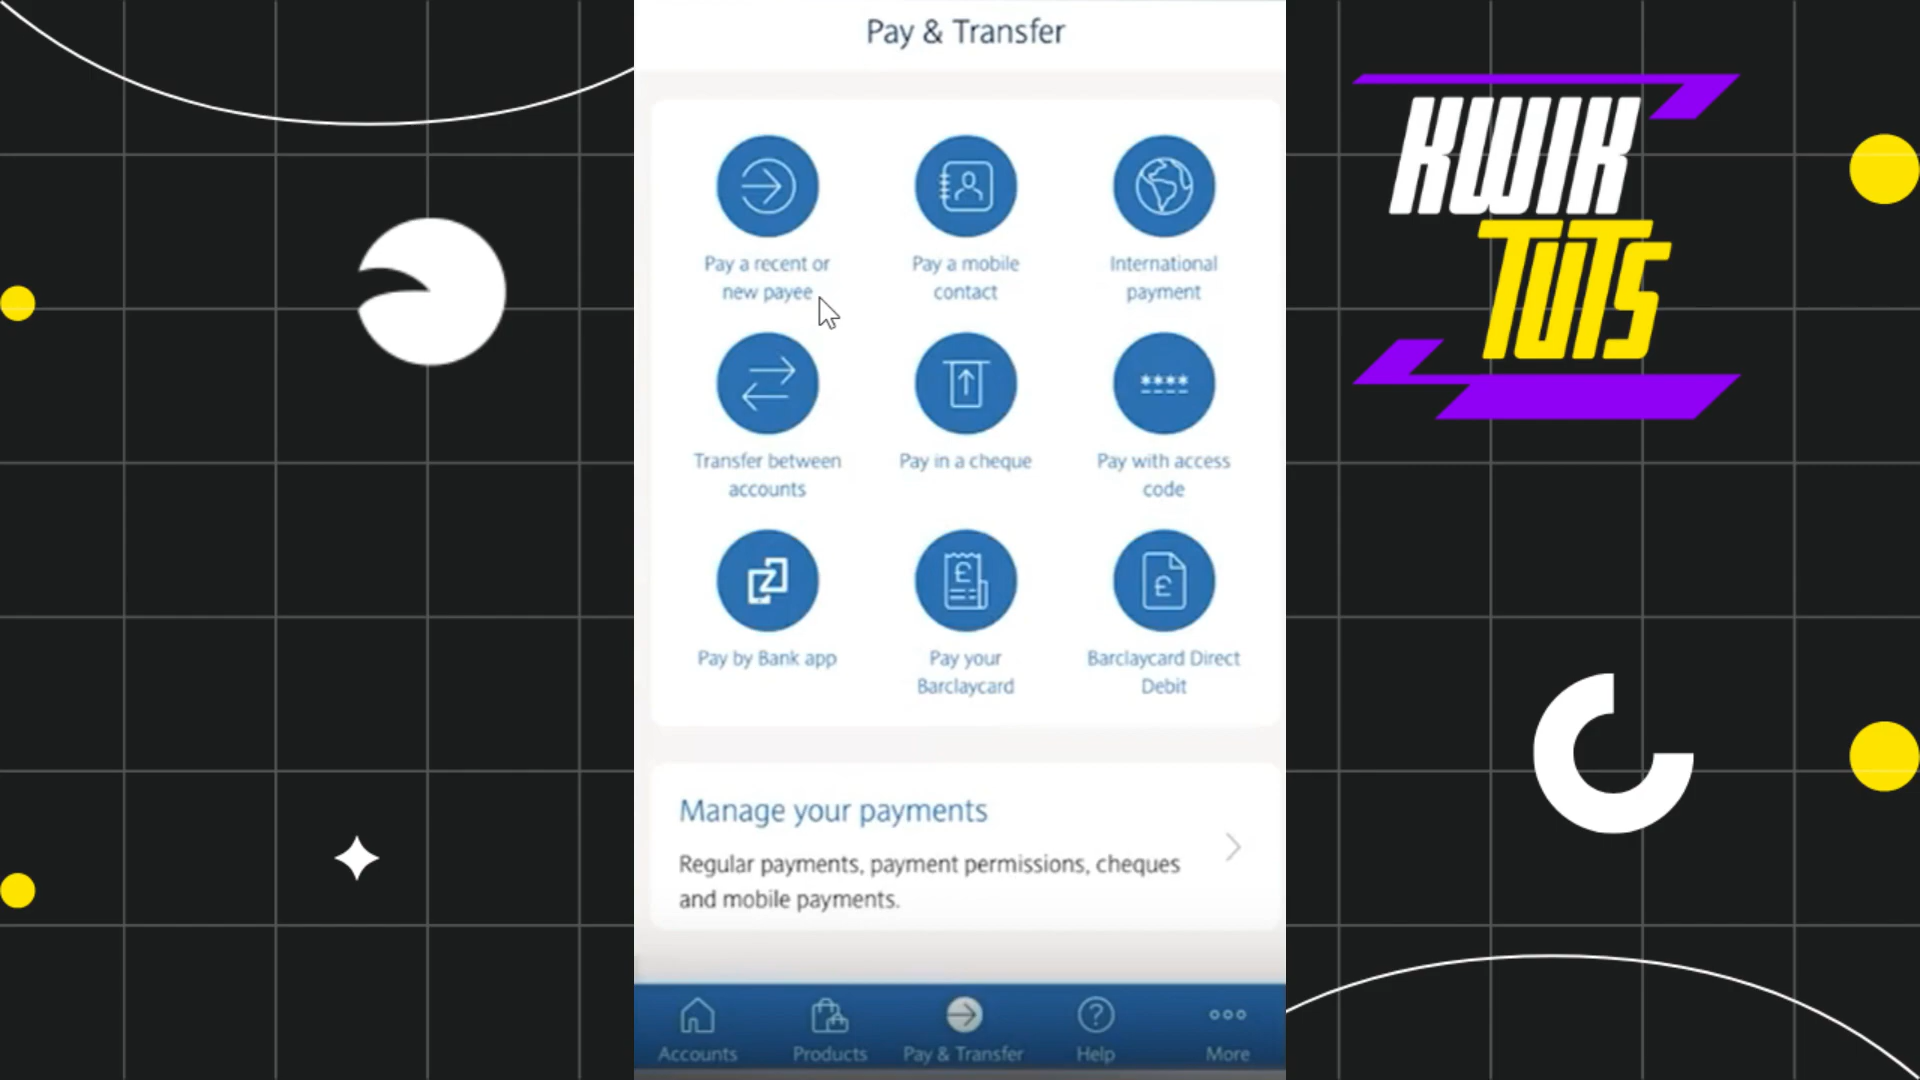 Pay & Transfer
KWIK
TUTS
Pay a recent or
new payee
Pay a mobile
contact
International
payment
Transfer between
accounts
Pay in a cheque
Pay with access
code
Pay by Bank app
Pay your
Barclaycard
Barclaycard Direct
Debit
Manage your payments
Regular payments, payment permissions, cheques
and mobile payments.
Accounts
Products
Pay & Transfer
Help
More